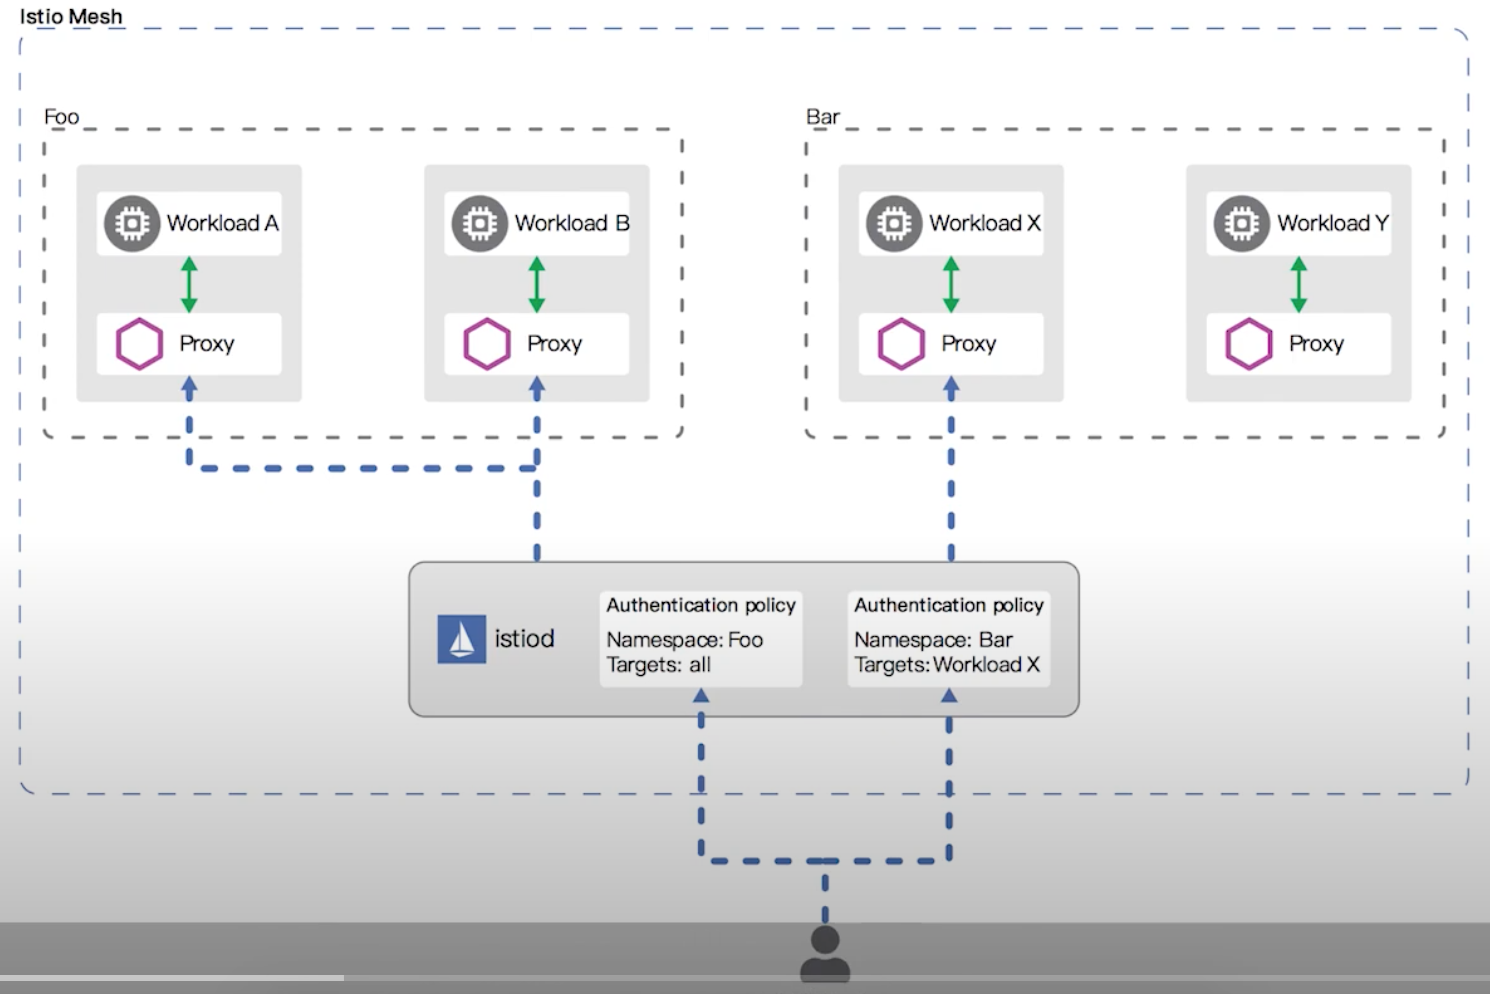 Istio Mesh
Foo
Bar
Workload A
Workload B
Workload X
Workload Y
Proxy
Proxy
Proxy
Proxy
istiod
Authentication policy
Namespace: Foo
Targets: all
Authentication policy
Namespace: Bar
Targets: Workload X